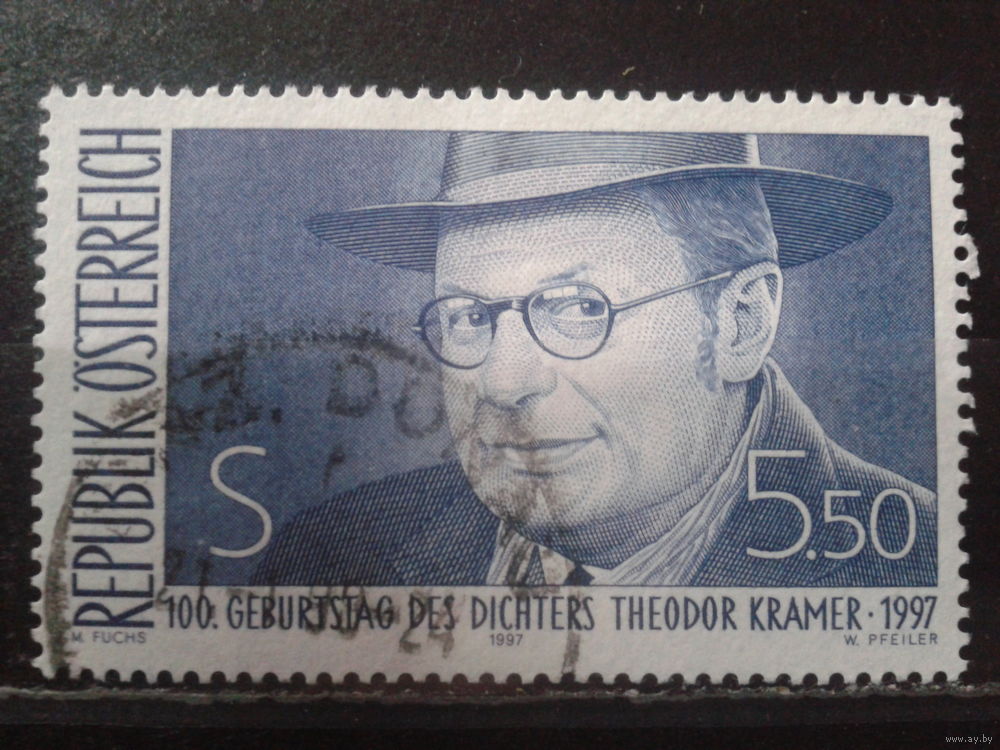 REPUBLIK ÖSTERREICH
S 5.50
100. GEBURTSTAG DES DICHTERS THEODOR KRAMER · 1997
M. FUCHS 1997 W. PFEILER
www.ay.by